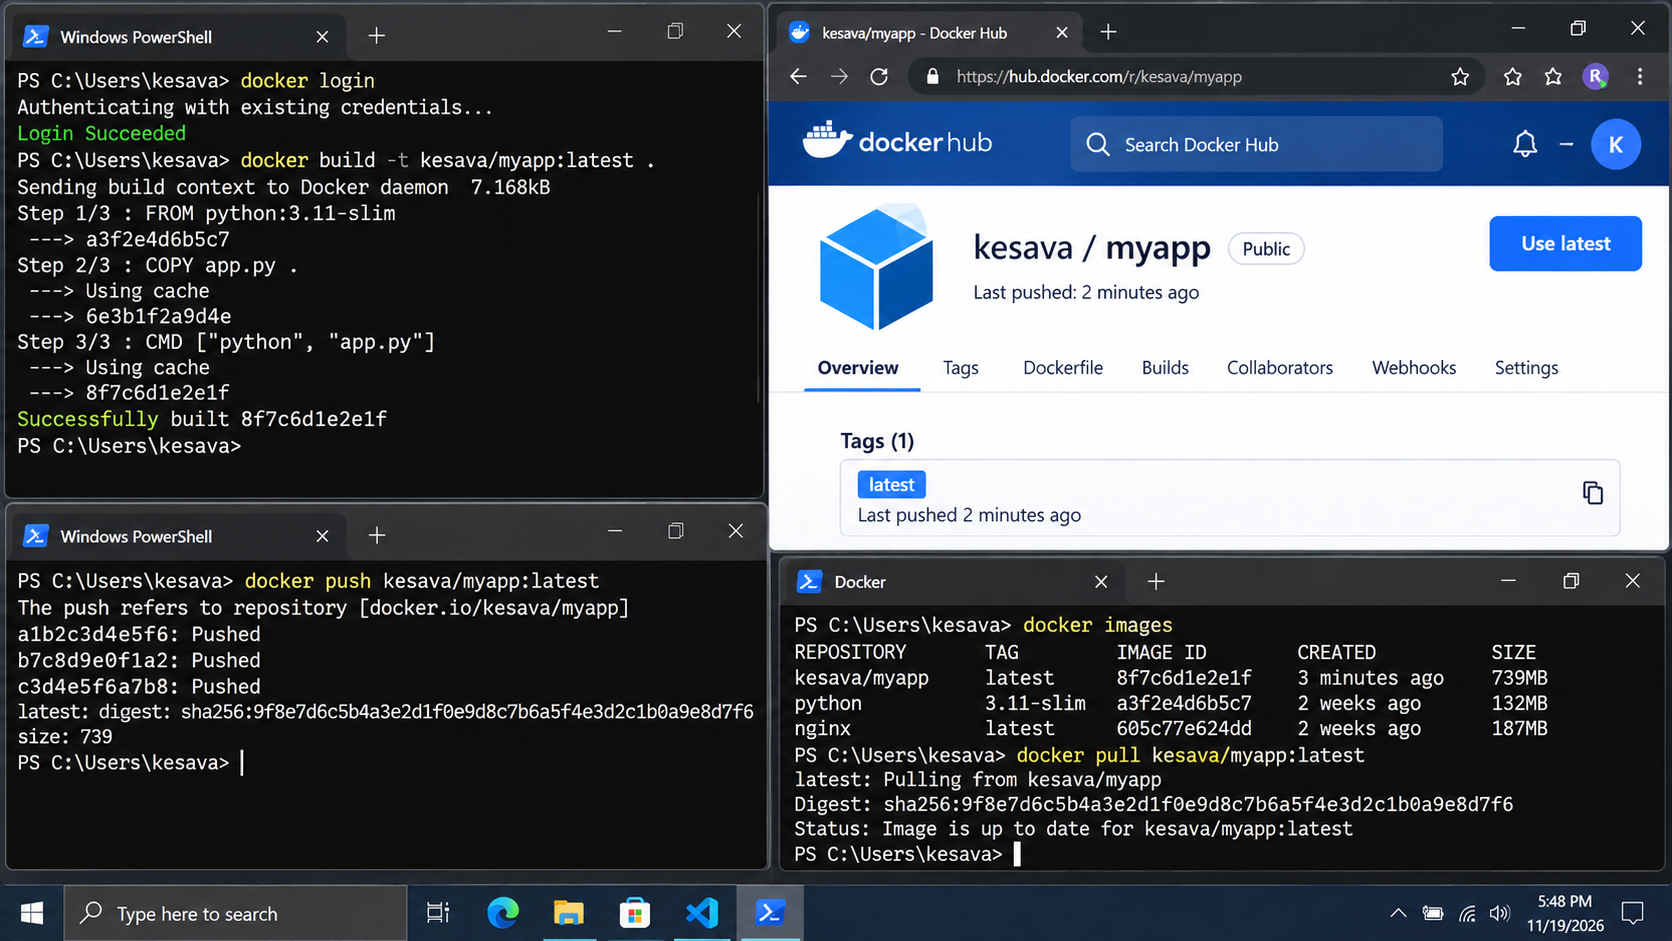 Windows PowerShell
PS C:\Users\kesava> docker login
Authenticating with existing credentials...
Login Succeeded
PS C:\Users\kesava> docker build -t kesava/myapp:latest .
Sending build context to Docker daemon  7.168kB
Step 1/3 : FROM python:3.11-slim
---> a3f2e4d6b5c7
Step 2/3 : COPY app.py .
---> Using cache
---> 6e3b1f2a9d4e
Step 3/3 : CMD ["python", "app.py"]
---> Using cache
---> 8f7c6d1e2e1f
Successfully built 8f7c6d1e2e1f
PS C:\Users\kesava>
kesava/myapp - Docker Hub
https://hub.docker.com/r/kesava/myapp
R
docker hub
Search Docker Hub
K
kesava / myapp Public
Use latest
Last pushed: 2 minutes ago
Overview Tags Dockerfile Builds Collaborators Webhooks Settings
Tags (1)
latest
Last pushed 2 minutes ago
Windows PowerShell
PS C:\Users\kesava> docker push kesava/myapp:latest
The push refers to repository [docker.io/kesava/myapp]
a1b2c3d4e5f6: Pushed
b7c8d9e0f1a2: Pushed
c3d4e5f6a7b8: Pushed
latest: digest: sha256:9f8e7d6c5b4a3e2d1f0e9d8c7b6a5f4e3d2c1b0a9e8d7f6
size: 739
PS C:\Users\kesava>
Docker
PS C:\Users\kesava> docker images
REPOSITORY TAG IMAGE ID CREATED SIZE
kesava/myapp latest 8f7c6d1e2e1f 3 minutes ago 739MB
python 3.11-slim a3f2e4d6b5c7 2 weeks ago 132MB
nginx latest 605c77e624dd 2 weeks ago 187MB
PS C:\Users\kesava> docker pull kesava/myapp:latest
latest: Pulling from kesava/myapp
Digest: sha256:9f8e7d6c5b4a3e2d1f0e9d8c7b6a5f4e3d2c1b0a9e8d7f6
Status: Image is up to date for kesava/myapp:latest
PS C:\Users\kesava>
Type here to search
5:48 PM
11/19/2026